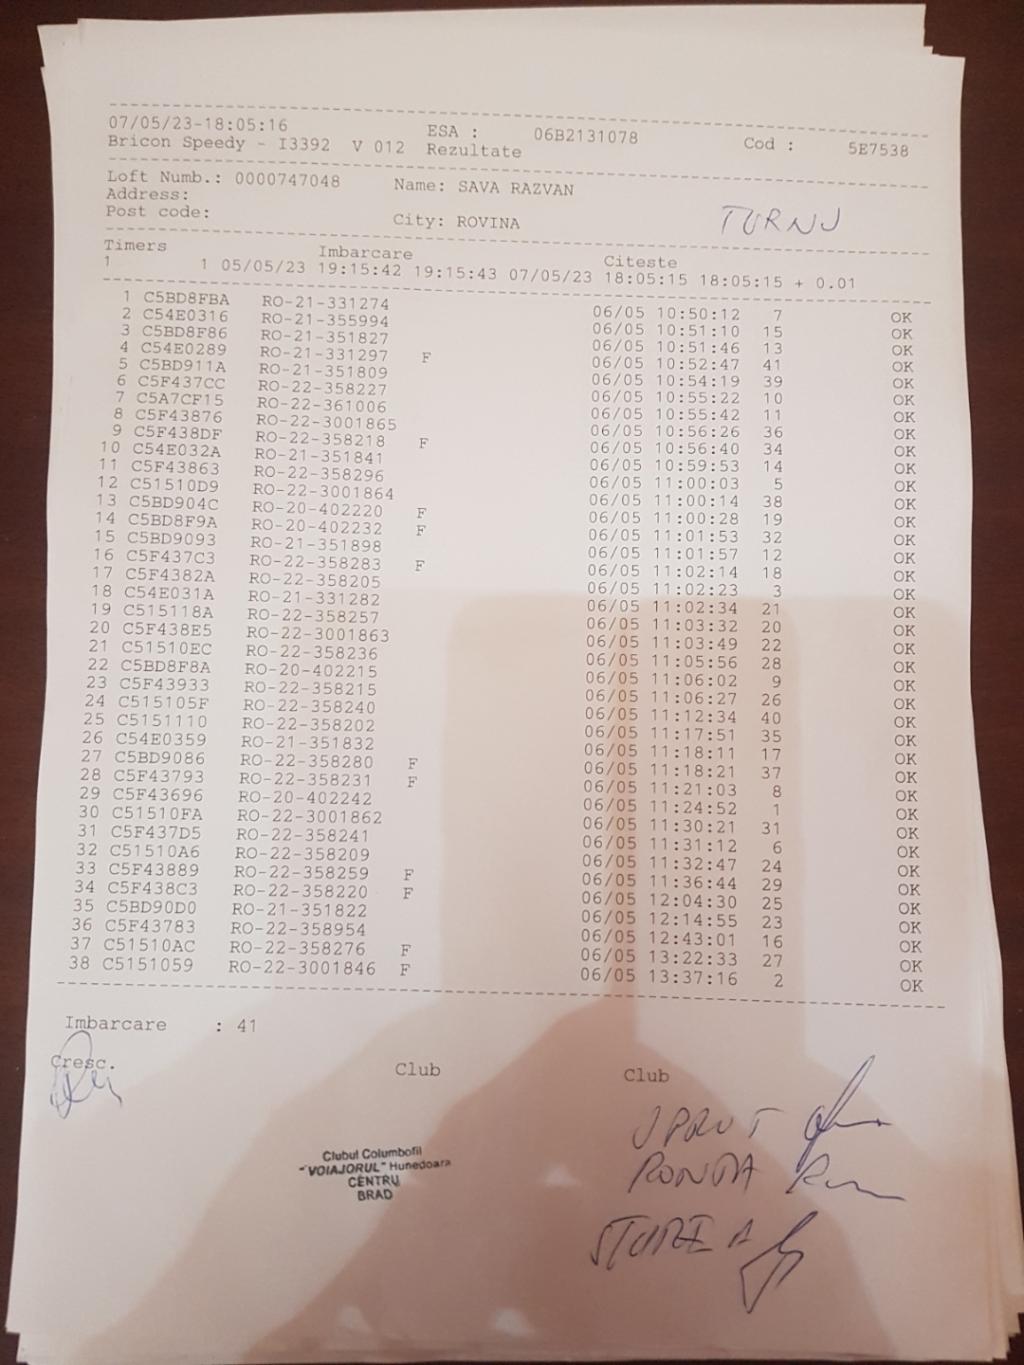 07/05/23-18:05:16 ESA : 06B2131078 Cod : 5E7538
Bricon Speedy - I3392 V 012 Rezultate
Loft Numb.: 0000747048 Name: SAVA RAZVAN
Address:
Post code: City: ROVINA TURNU
Timers Imbarcare Citeste
1 1 05/05/23 19:15:42 19:15:43 07/05/23 18:05:15 18:05:15 + 0.01
1 C5BD8FBA RO-21-331274 06/05 10:50:12 7 OK
2 C54E0316 RO-21-355994 06/05 10:51:10 15 OK
3 C5BD8F86 RO-21-351827 06/05 10:51:46 13 OK
4 C54E0289 RO-21-331297 F 06/05 10:52:47 41 OK
5 C5BD911A RO-21-351809 06/05 10:54:19 39 OK
6 C5F437CC RO-22-358227 06/05 10:55:22 10 OK
7 C5A7CF15 RO-22-361006 06/05 10:55:42 11 OK
8 C5F43876 RO-22-3001865 06/05 10:56:26 36 OK
9 C5F438DF RO-22-358218 F 06/05 10:56:40 34 OK
10 C54E032A RO-21-351841 06/05 10:59:53 14 OK
11 C5F43863 RO-22-358296 06/05 11:00:03 5 OK
12 C51510D9 RO-22-3001864 06/05 11:00:14 38 OK
13 C5BD904C RO-20-402220 F 06/05 11:00:28 19 OK
14 C5BD8F9A RO-20-402232 F 06/05 11:01:53 32 OK
15 C5BD9093 RO-21-351898 06/05 11:01:57 12 OK
16 C5F437C3 RO-22-358283 F 06/05 11:02:14 18 OK
17 C5F4382A RO-22-358205 06/05 11:02:23 3 OK
18 C54E031A RO-21-331282 06/05 11:02:34 21 OK
19 C515118A RO-22-358257 06/05 11:03:32 20 OK
20 C5F438E5 RO-22-3001863 06/05 11:03:49 22 OK
21 C51510EC RO-22-358236 06/05 11:05:56 28 OK
22 C5BD8F8A RO-20-402215 06/05 11:06:02 9 OK
23 C5F43933 RO-22-358215 06/05 11:06:27 26 OK
24 C515105F RO-22-358240 06/05 11:12:34 40 OK
25 C5151110 RO-22-358202 06/05 11:17:51 35 OK
26 C54E0359 RO-21-351832 06/05 11:18:11 17 OK
27 C5BD9086 RO-22-358280 F 06/05 11:18:21 37 OK
28 C5F43793 RO-22-358231 F 06/05 11:21:03 8 OK
29 C5F43696 RO-20-402242 06/05 11:24:52 1 OK
30 C51510FA RO-22-3001862 06/05 11:30:21 31 OK
31 C5F437D5 RO-22-358241 06/05 11:31:12 6 OK
32 C51510A6 RO-22-358209 06/05 11:32:47 24 OK
33 C5F43889 RO-22-358259 F 06/05 11:36:44 29 OK
34 C5F438C3 RO-22-358220 F 06/05 12:04:30 25 OK
35 C5BD90D0 RO-21-351822 06/05 12:14:55 23 OK
36 C5F43783 RO-22-358954 06/05 12:43:01 16 OK
37 C51510AC RO-22-358276 F 06/05 13:22:33 27 OK
38 C5151059 RO-22-3001846 F 06/05 13:37:16 2 OK
Imbarcare : 41
Cresc. Club Club
Clubul Columbofil
"VOIAJORUL" Hunedoara
CENTRU
BRAD